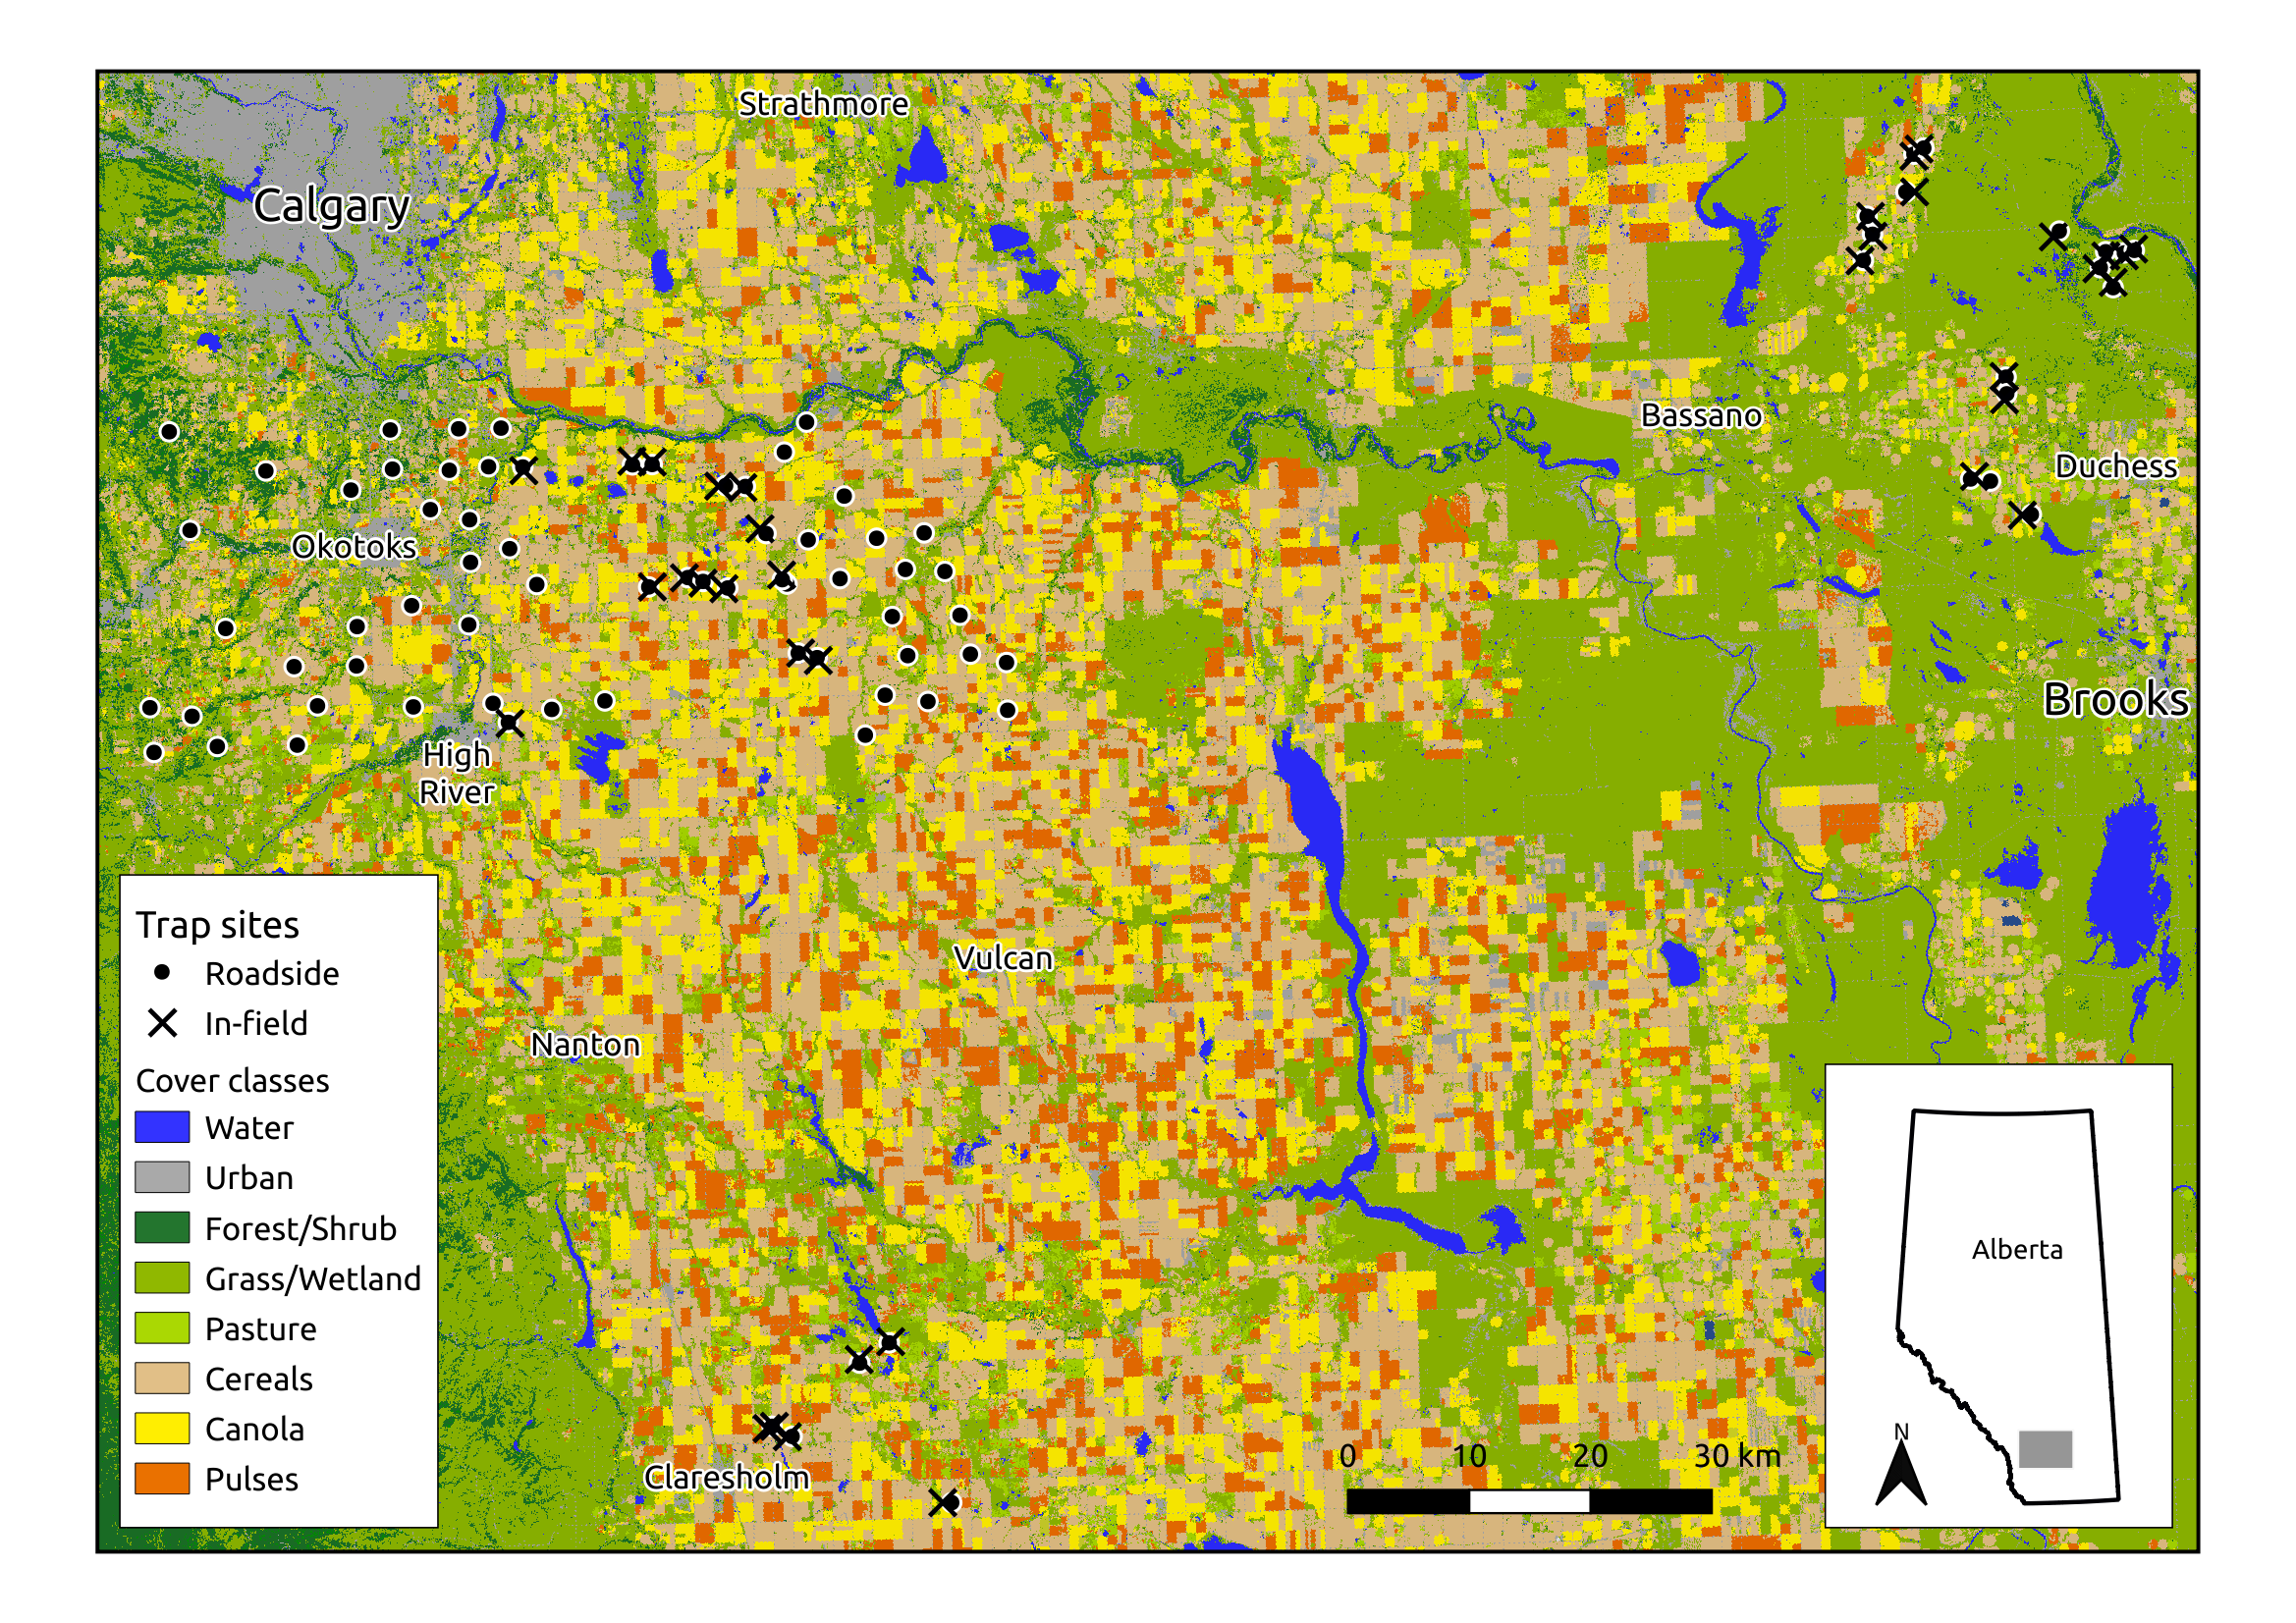 Strathmore
Calgary
Bassano
Duchess
Okotoks
Brooks
High
River
Vulcan
Nanton
Claresholm
Trap sites
Roadside
In-field
Cover classes
Water
Urban
Forest/Shrub
Grass/Wetland
Pasture
Cereals
Canola
Pulses
0 10 20 30 km
Alberta
N